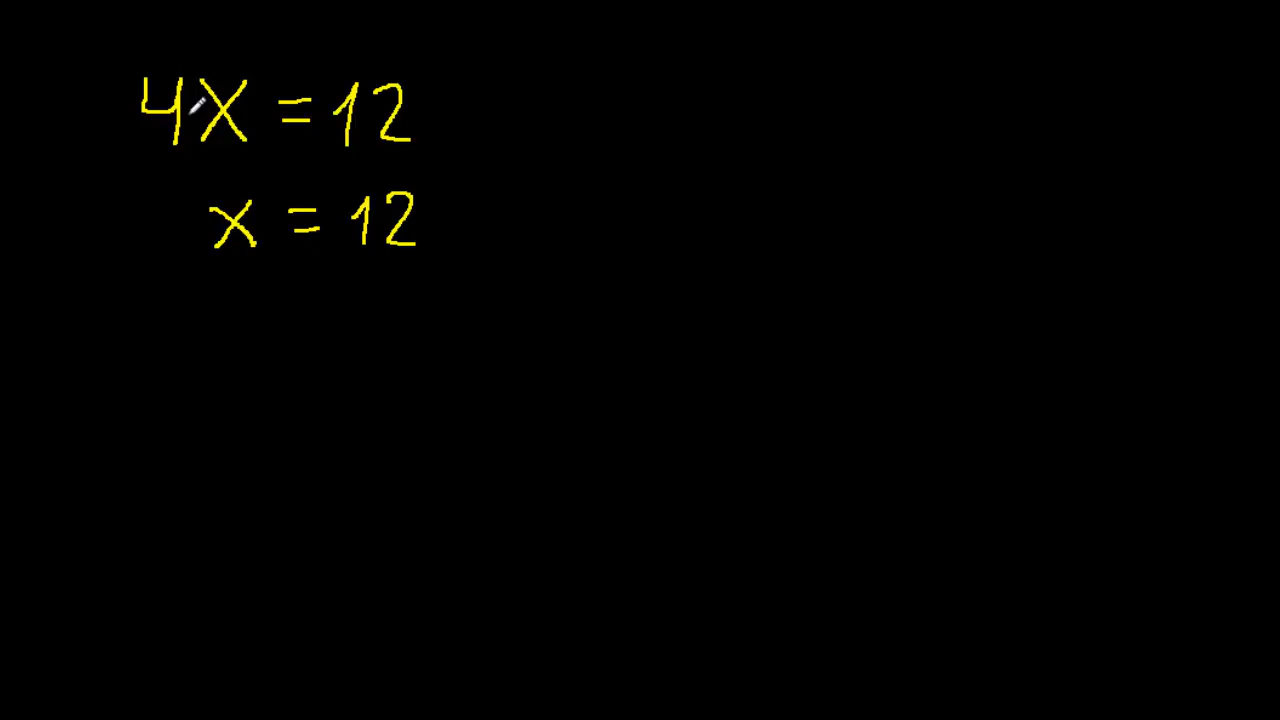 4x = 12
x = 12